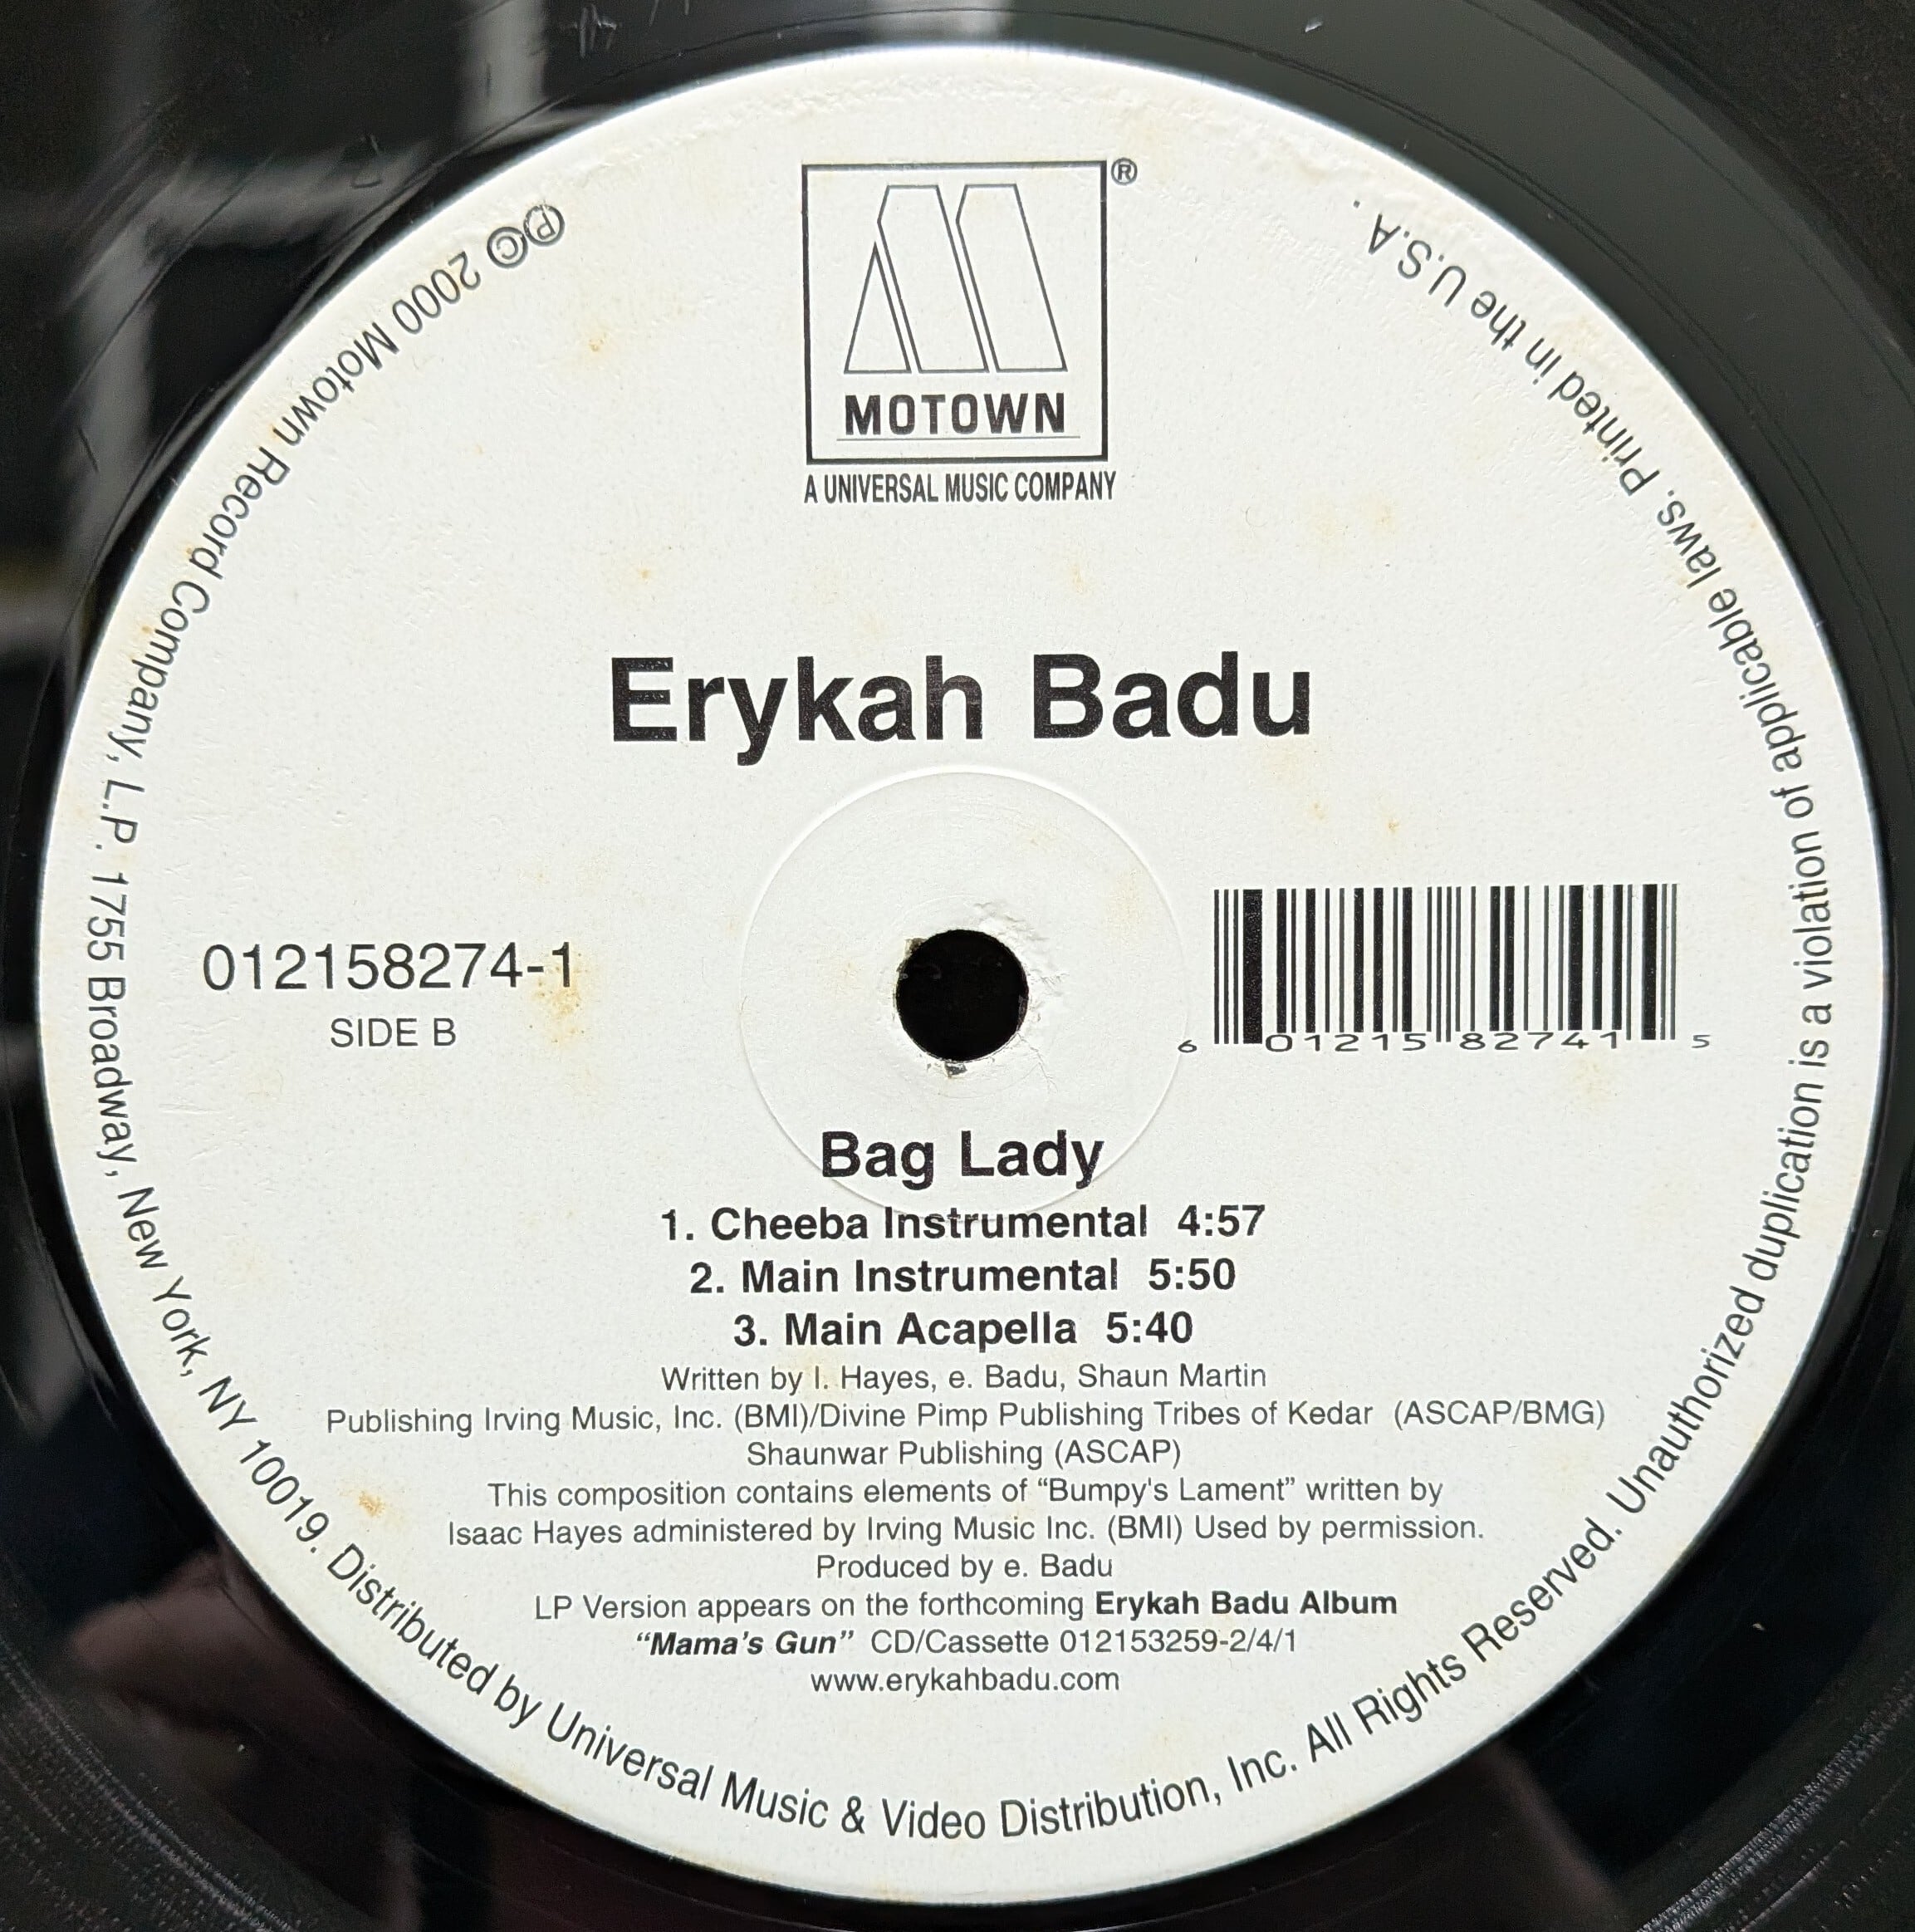 MOTOWN
®
A UNIVERSAL MUSIC COMPANY
Erykah Badu
012158274-1
SIDE B
6 01215 82741 5
Bag Lady
1. Cheeba Instrumental 4:57
2. Main Instrumental 5:50
3. Main Acapella 5:40
Written by I. Hayes, e. Badu, Shaun Martin
Publishing Irving Music, Inc. (BMI)/Divine Pimp Publishing Tribes of Kedar (ASCAP/BMG)
Shaunwar Publishing (ASCAP)
This composition contains elements of “Bumpy's Lament” written by
Isaac Hayes administered by Irving Music Inc. (BMI) Used by permission.
Produced by e. Badu
LP Version appears on the forthcoming Erykah Badu Album
“Mama’s Gun” CD/Cassette 012153259-2/4/1
www.erykahbadu.com
℗© 2000 Motown Record Company, L.P. 1755 Broadway, New York, NY 10019. Distributed by Universal Music & Video Distribution, Inc. All Rights Reserved. Unauthorized duplication is a violation of applicable laws. Printed in the U.S.A.